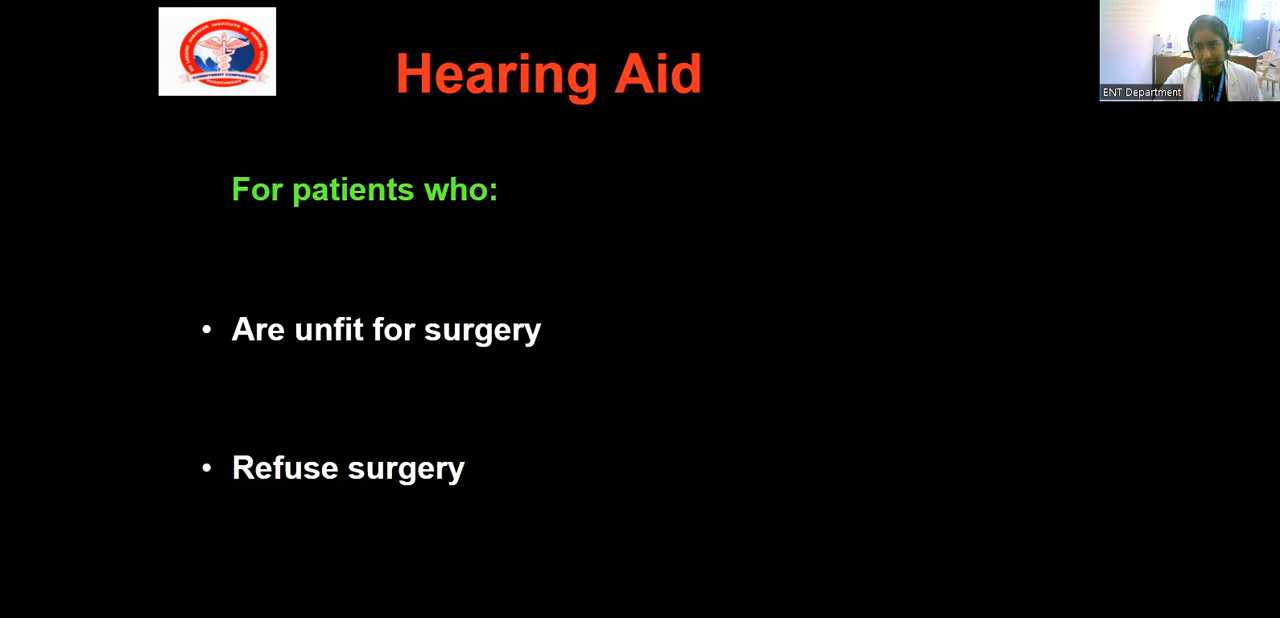 Hearing Aid
ENT Department
For patients who:
• Are unfit for surgery
• Refuse surgery